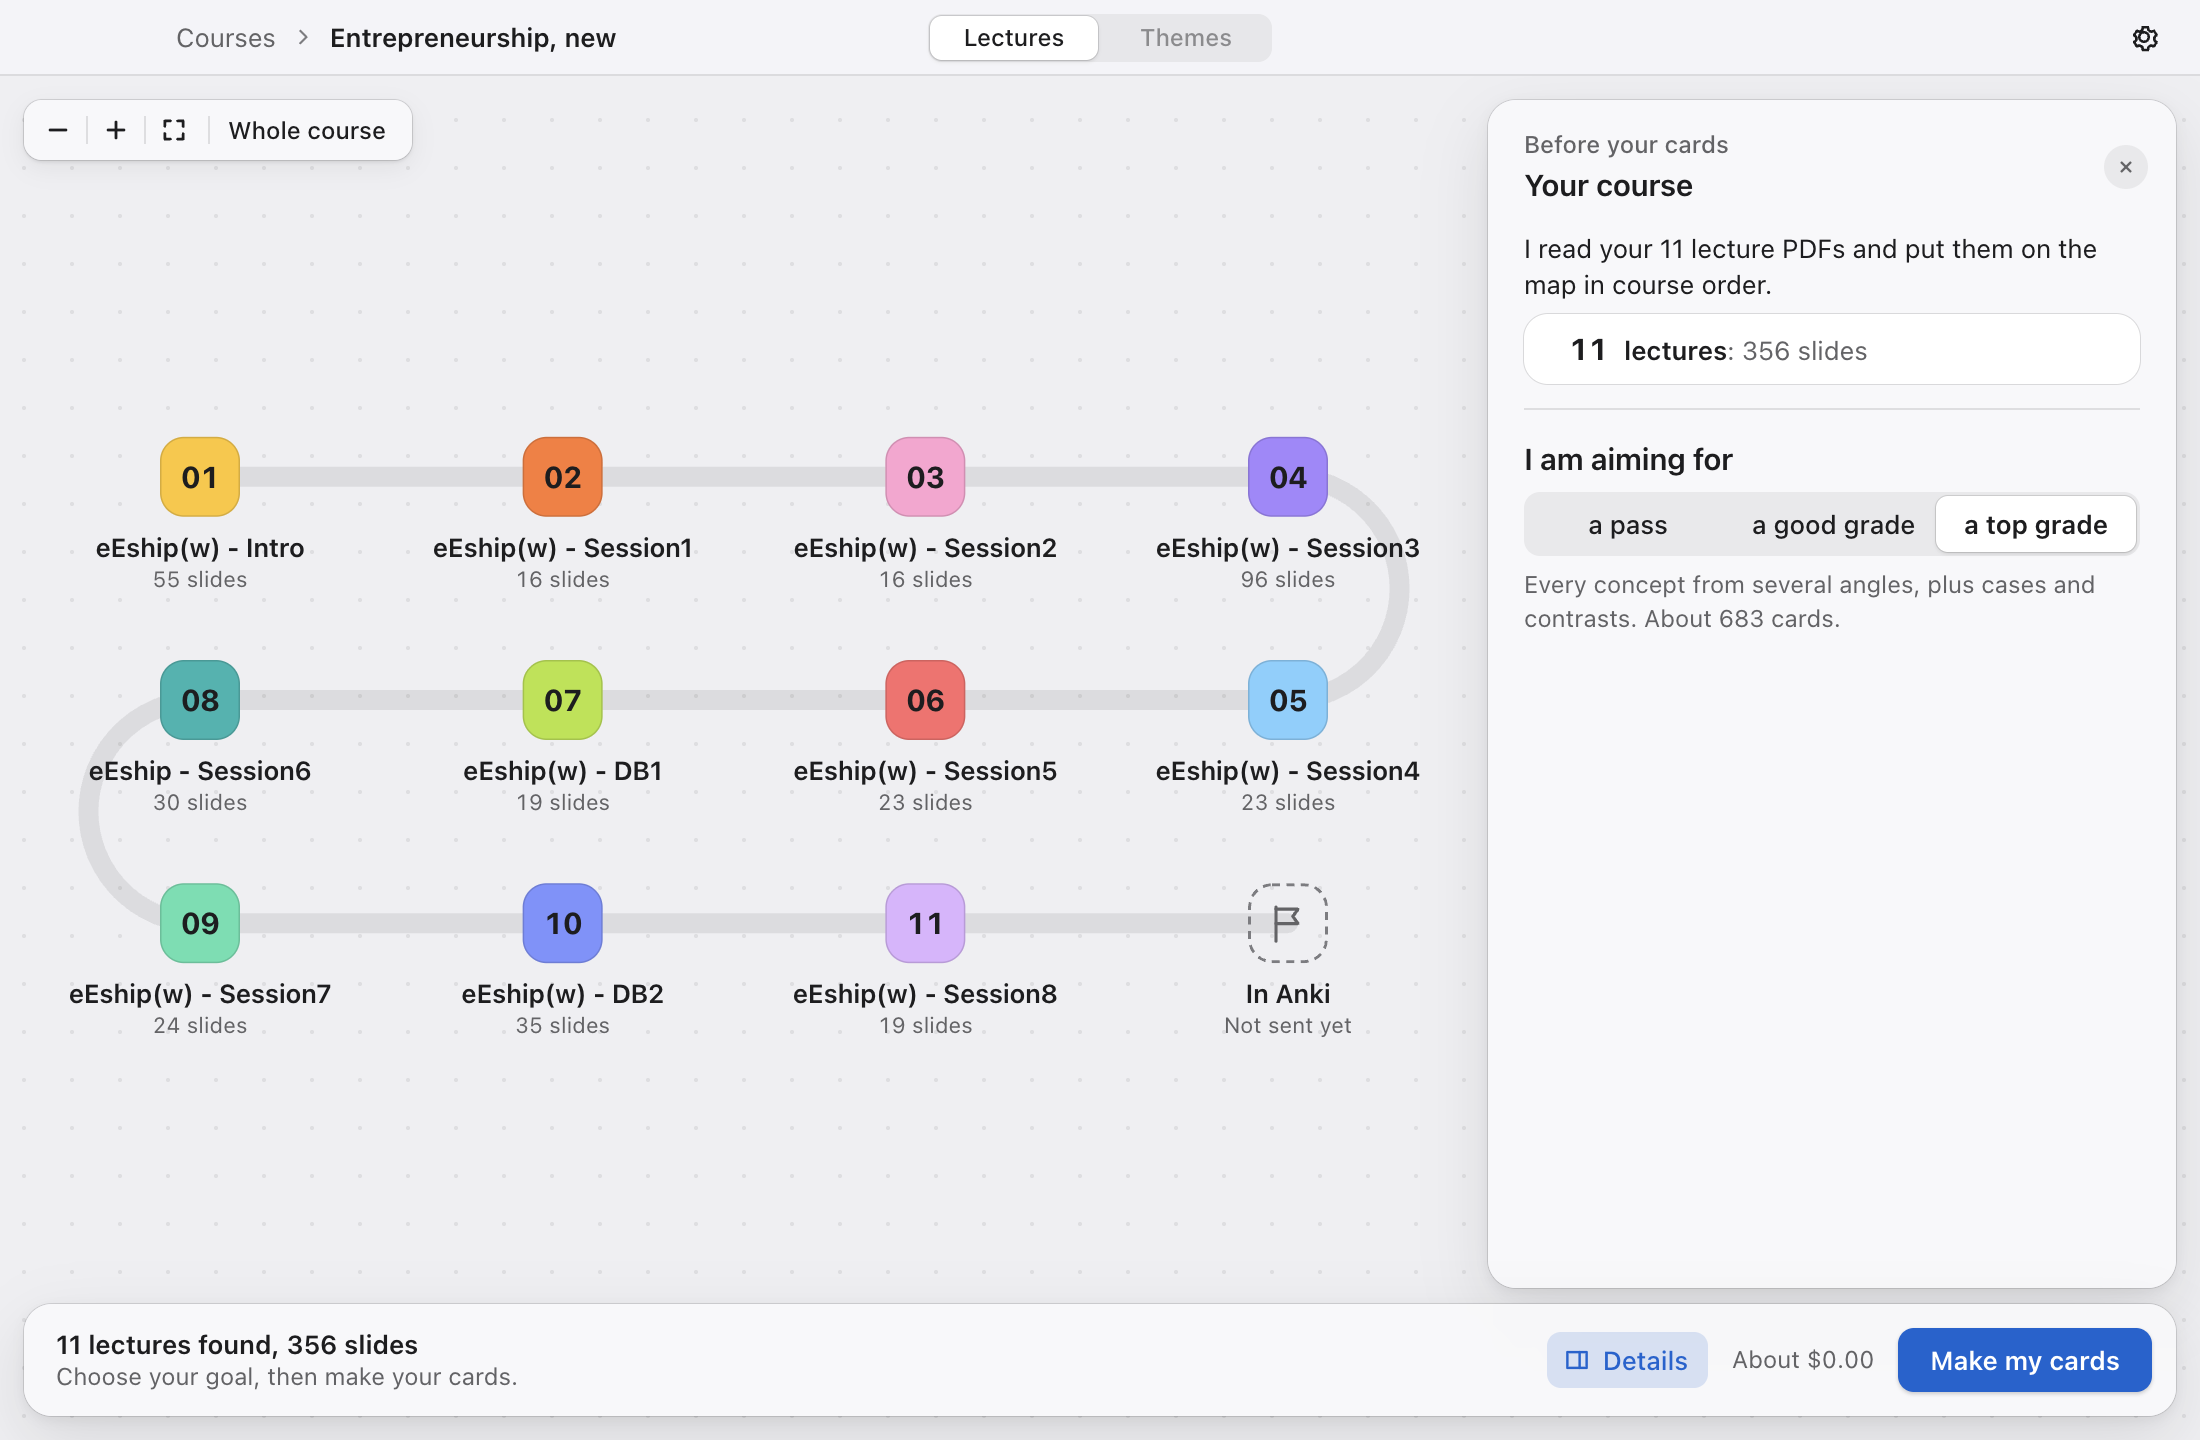 Courses
Entrepreneurship, new
Lectures
Themes
Whole course
01
02
03
04
eEship(w) - Intro
eEship(w) - Session1
eEship(w) - Session2
eEship(w) - Session3
55 slides
16 slides
16 slides
96 slides
08
07
06
05
eEship - Session6
eEship(w) - DB1
eEship(w) - Session5
eEship(w) - Session4
30 slides
19 slides
23 slides
23 slides
09
10
11
eEship(w) - Session7
eEship(w) - DB2
eEship(w) - Session8
In Anki
24 slides
35 slides
19 slides
Not sent yet
Before your cards
Your course
I read your 11 lecture PDFs and put them on the
map in course order.
11 lectures: 356 slides
I am aiming for
a pass
a good grade
a top grade
Every concept from several angles, plus cases and
contrasts. About 683 cards.
11 lectures found, 356 slides
Choose your goal, then make your cards.
Details
About $0.00
Make my cards